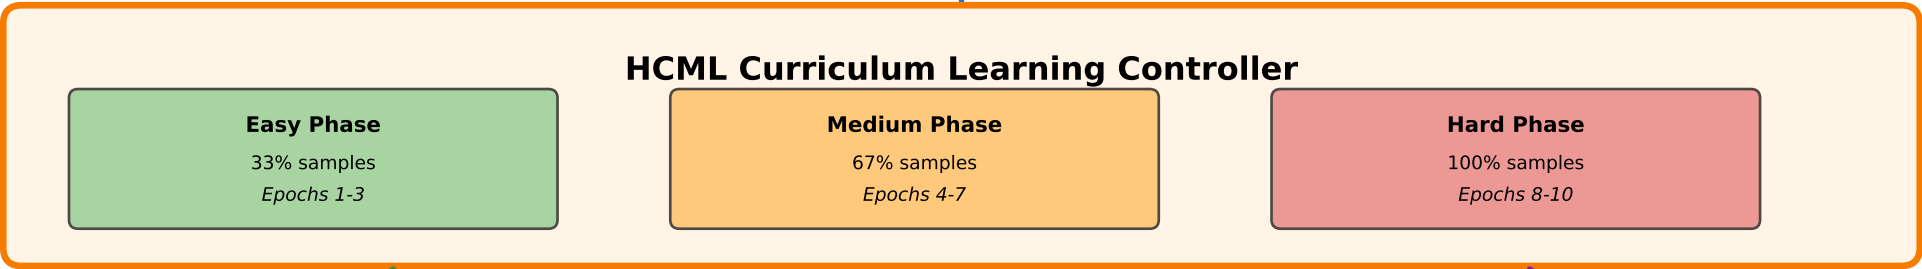 HCML Curriculum Learning Controller
Easy Phase
33% samples
Epochs 1-3
Medium Phase
67% samples
Epochs 4-7
Hard Phase
100% samples
Epochs 8-10